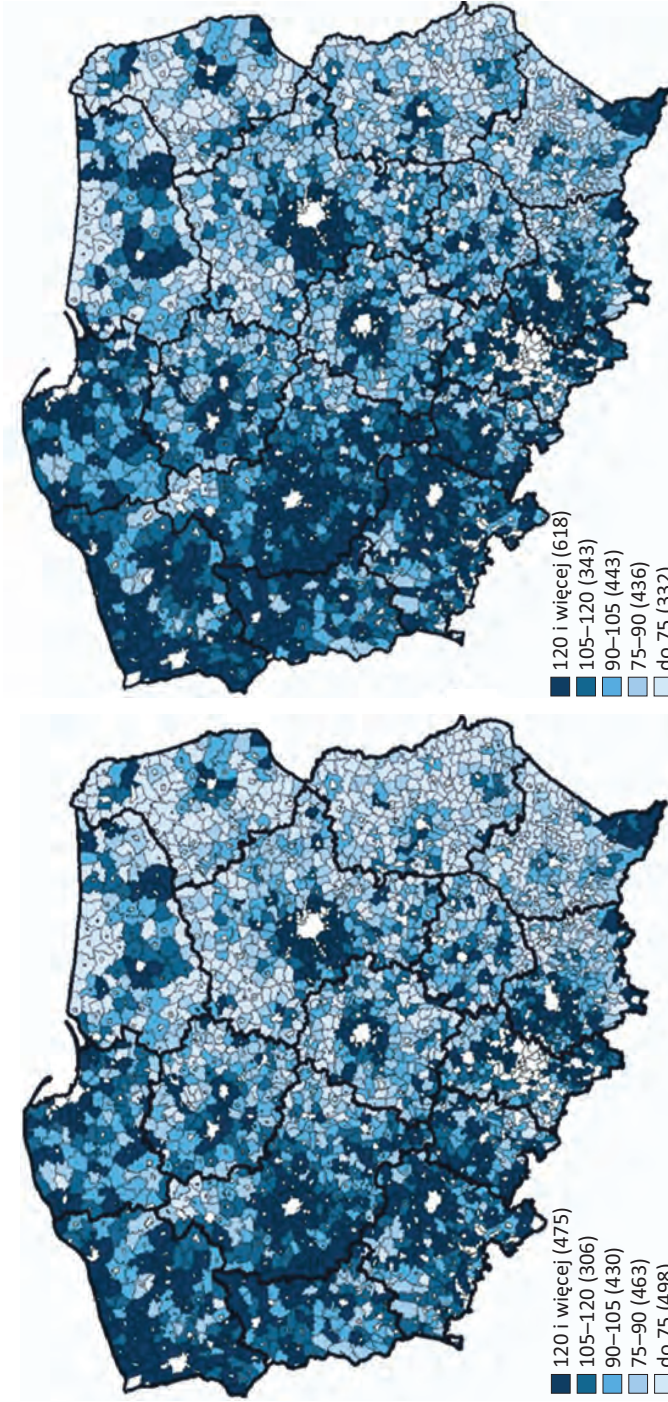 120 i więcej (618)
105–120 (343)
90–105 (443)
75–90 (436)
do 75 (332)
120 i więcej (475)
105–120 (306)
90–105 (430)
75–90 (463)
do 75 (498)